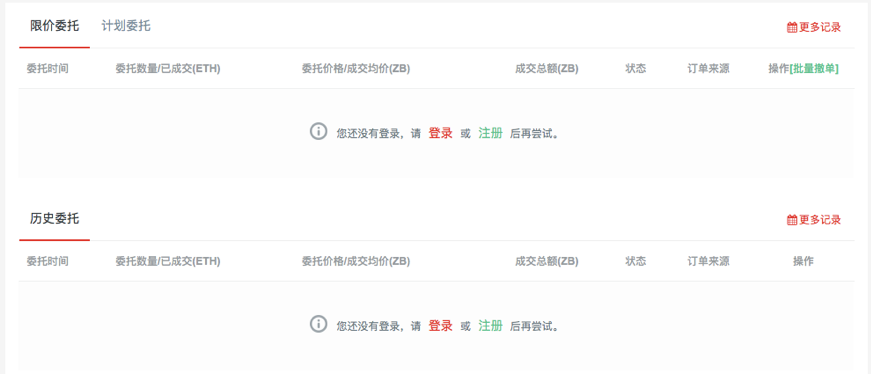 限价委托 计划委托 更多记录
委托时间 委托数量/已成交(ETH) 委托价格/成交均价(ZB) 成交总额(ZB) 状态 订单来源 操作[批量撤单]
您还没有登录，请 登录 或 注册 后再尝试。
历史委托 更多记录
委托时间 委托数量/已成交(ETH) 委托价格/成交均价(ZB) 成交总额(ZB) 状态 订单来源 操作
您还没有登录，请 登录 或 注册 后再尝试。